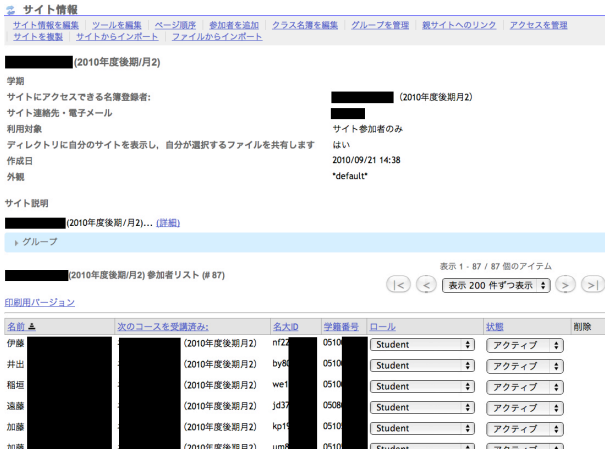 サイト情報
サイト情報を編集 ツールを編集 ページ順序 参加者を追加 クラス名簿を編集 グループを管理 親サイトへのリンク アクセスを管理
サイトを複製 サイトからインポート ファイルからインポート
(2010年度後期/月2)
学期
サイトにアクセスできる名簿登録者: (2010年度後期月2)
サイト連絡先・電子メール
利用対象 サイト参加者のみ
ディレクトリに自分のサイトを表示し,自分が選択するファイルを共有します はい
作成日 2010/09/21 14:38
外観 *default*
サイト説明
(2010年度後期/月2)... (詳細)
グループ
表示 1 - 87 / 87 個のアイテム
(2010年度後期/月2) 参加者リスト (# 87) |< < 表示 200 件ずつ表示 > >|
印刷用バージョン
名前 次のコースを受講済み: 名大ID 学籍番号 ロール 状態 削除
伊藤 (2010年度後期月2) nf22 0510 Student アクティブ
井出 (2010年度後期月2) by80 0510 Student アクティブ
稲垣 (2010年度後期月2) we1 0510 Student アクティブ
遠藤 (2010年度後期月2) jd37 0508 Student アクティブ
加藤 (2010年度後期月2) kp19 0510 Student アクティブ
加藤 (2010年度後期月2) um8 0510 Student アクティブ